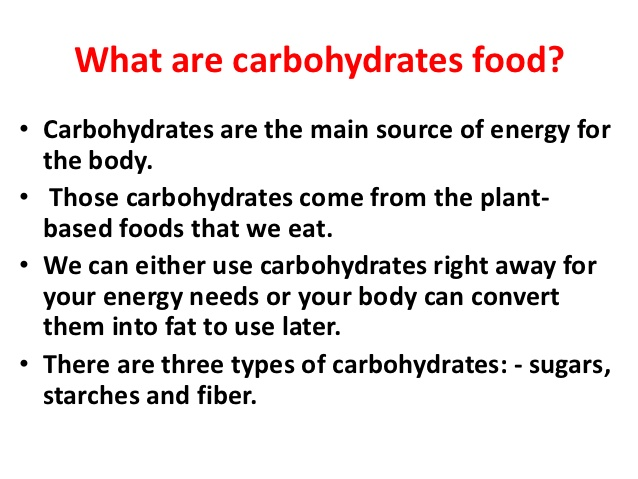 What are carbohydrates food?
• Carbohydrates are the main source of energy for
the body.
• Those carbohydrates come from the plant-
based foods that we eat.
• We can either use carbohydrates right away for
your energy needs or your body can convert
them into fat to use later.
• There are three types of carbohydrates: - sugars,
starches and fiber.